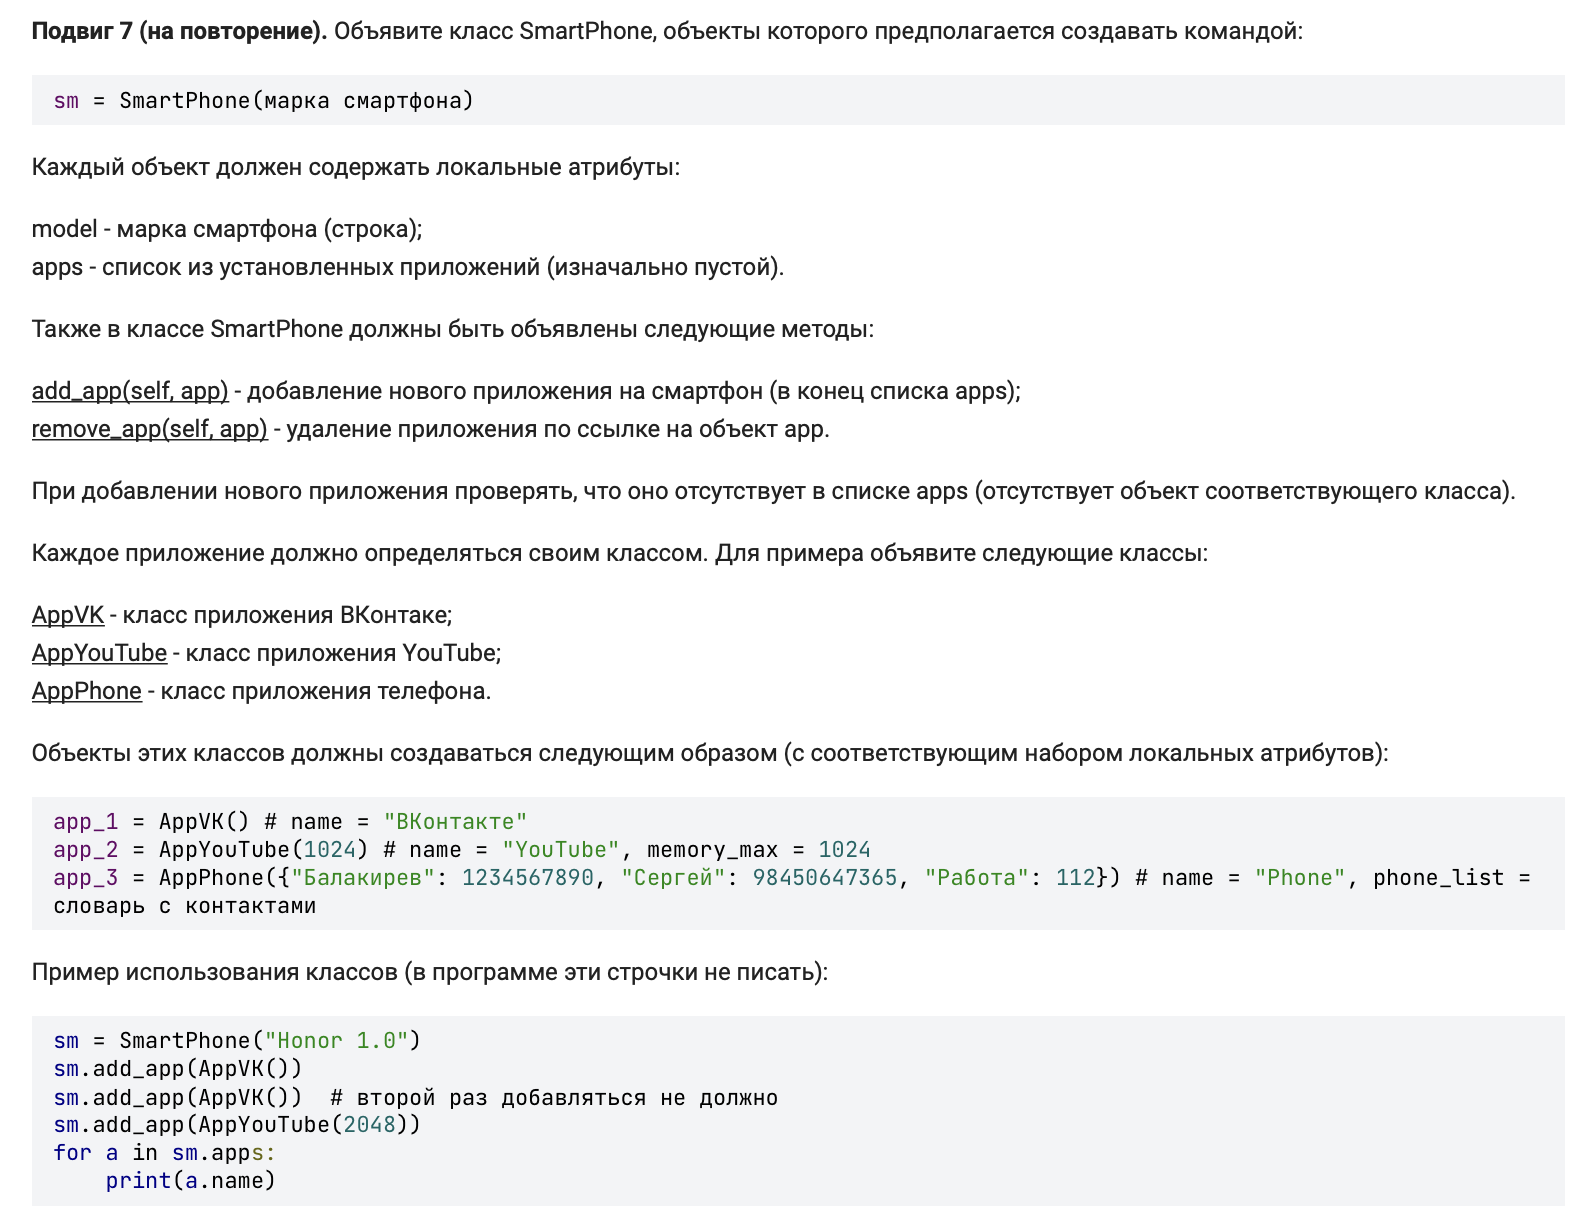 Подвиг 7 (на повторение). Объявите класс SmartPhone, объекты которого предполагается создавать командой:
sm = SmartPhone(марка смартфона)
Каждый объект должен содержать локальные атрибуты:
model - марка смартфона (строка);
apps - список из установленных приложений (изначально пустой).
Также в классе SmartPhone должны быть объявлены следующие методы:
add_app(self, app) - добавление нового приложения на смартфон (в конец списка apps);
remove_app(self, app) - удаление приложения по ссылке на объект app.
При добавлении нового приложения проверять, что оно отсутствует в списке apps (отсутствует объект соответствующего класса).
Каждое приложение должно определяться своим классом. Для примера объявите следующие классы:
AppVK - класс приложения ВКонтаке;
AppYouTube - класс приложения YouTube;
AppPhone - класс приложения телефона.
Объекты этих классов должны создаваться следующим образом (с соответствующим набором локальных атрибутов):
app_1 = AppVK() # name = "ВКонтакте"
app_2 = AppYouTube(1024) # name = "YouTube", memory_max = 1024
app_3 = AppPhone({"Балакирев": 1234567890, "Сергей": 98450647365, "Работа": 112}) # name = "Phone", phone_list =
словарь с контактами
Пример использования классов (в программе эти строчки не писать):
sm = SmartPhone("Honor 1.0")
sm.add_app(AppVK())
sm.add_app(AppVK())  # второй раз добавляться не должно
sm.add_app(AppYouTube(2048))
for a in sm.apps:
    print(a.name)